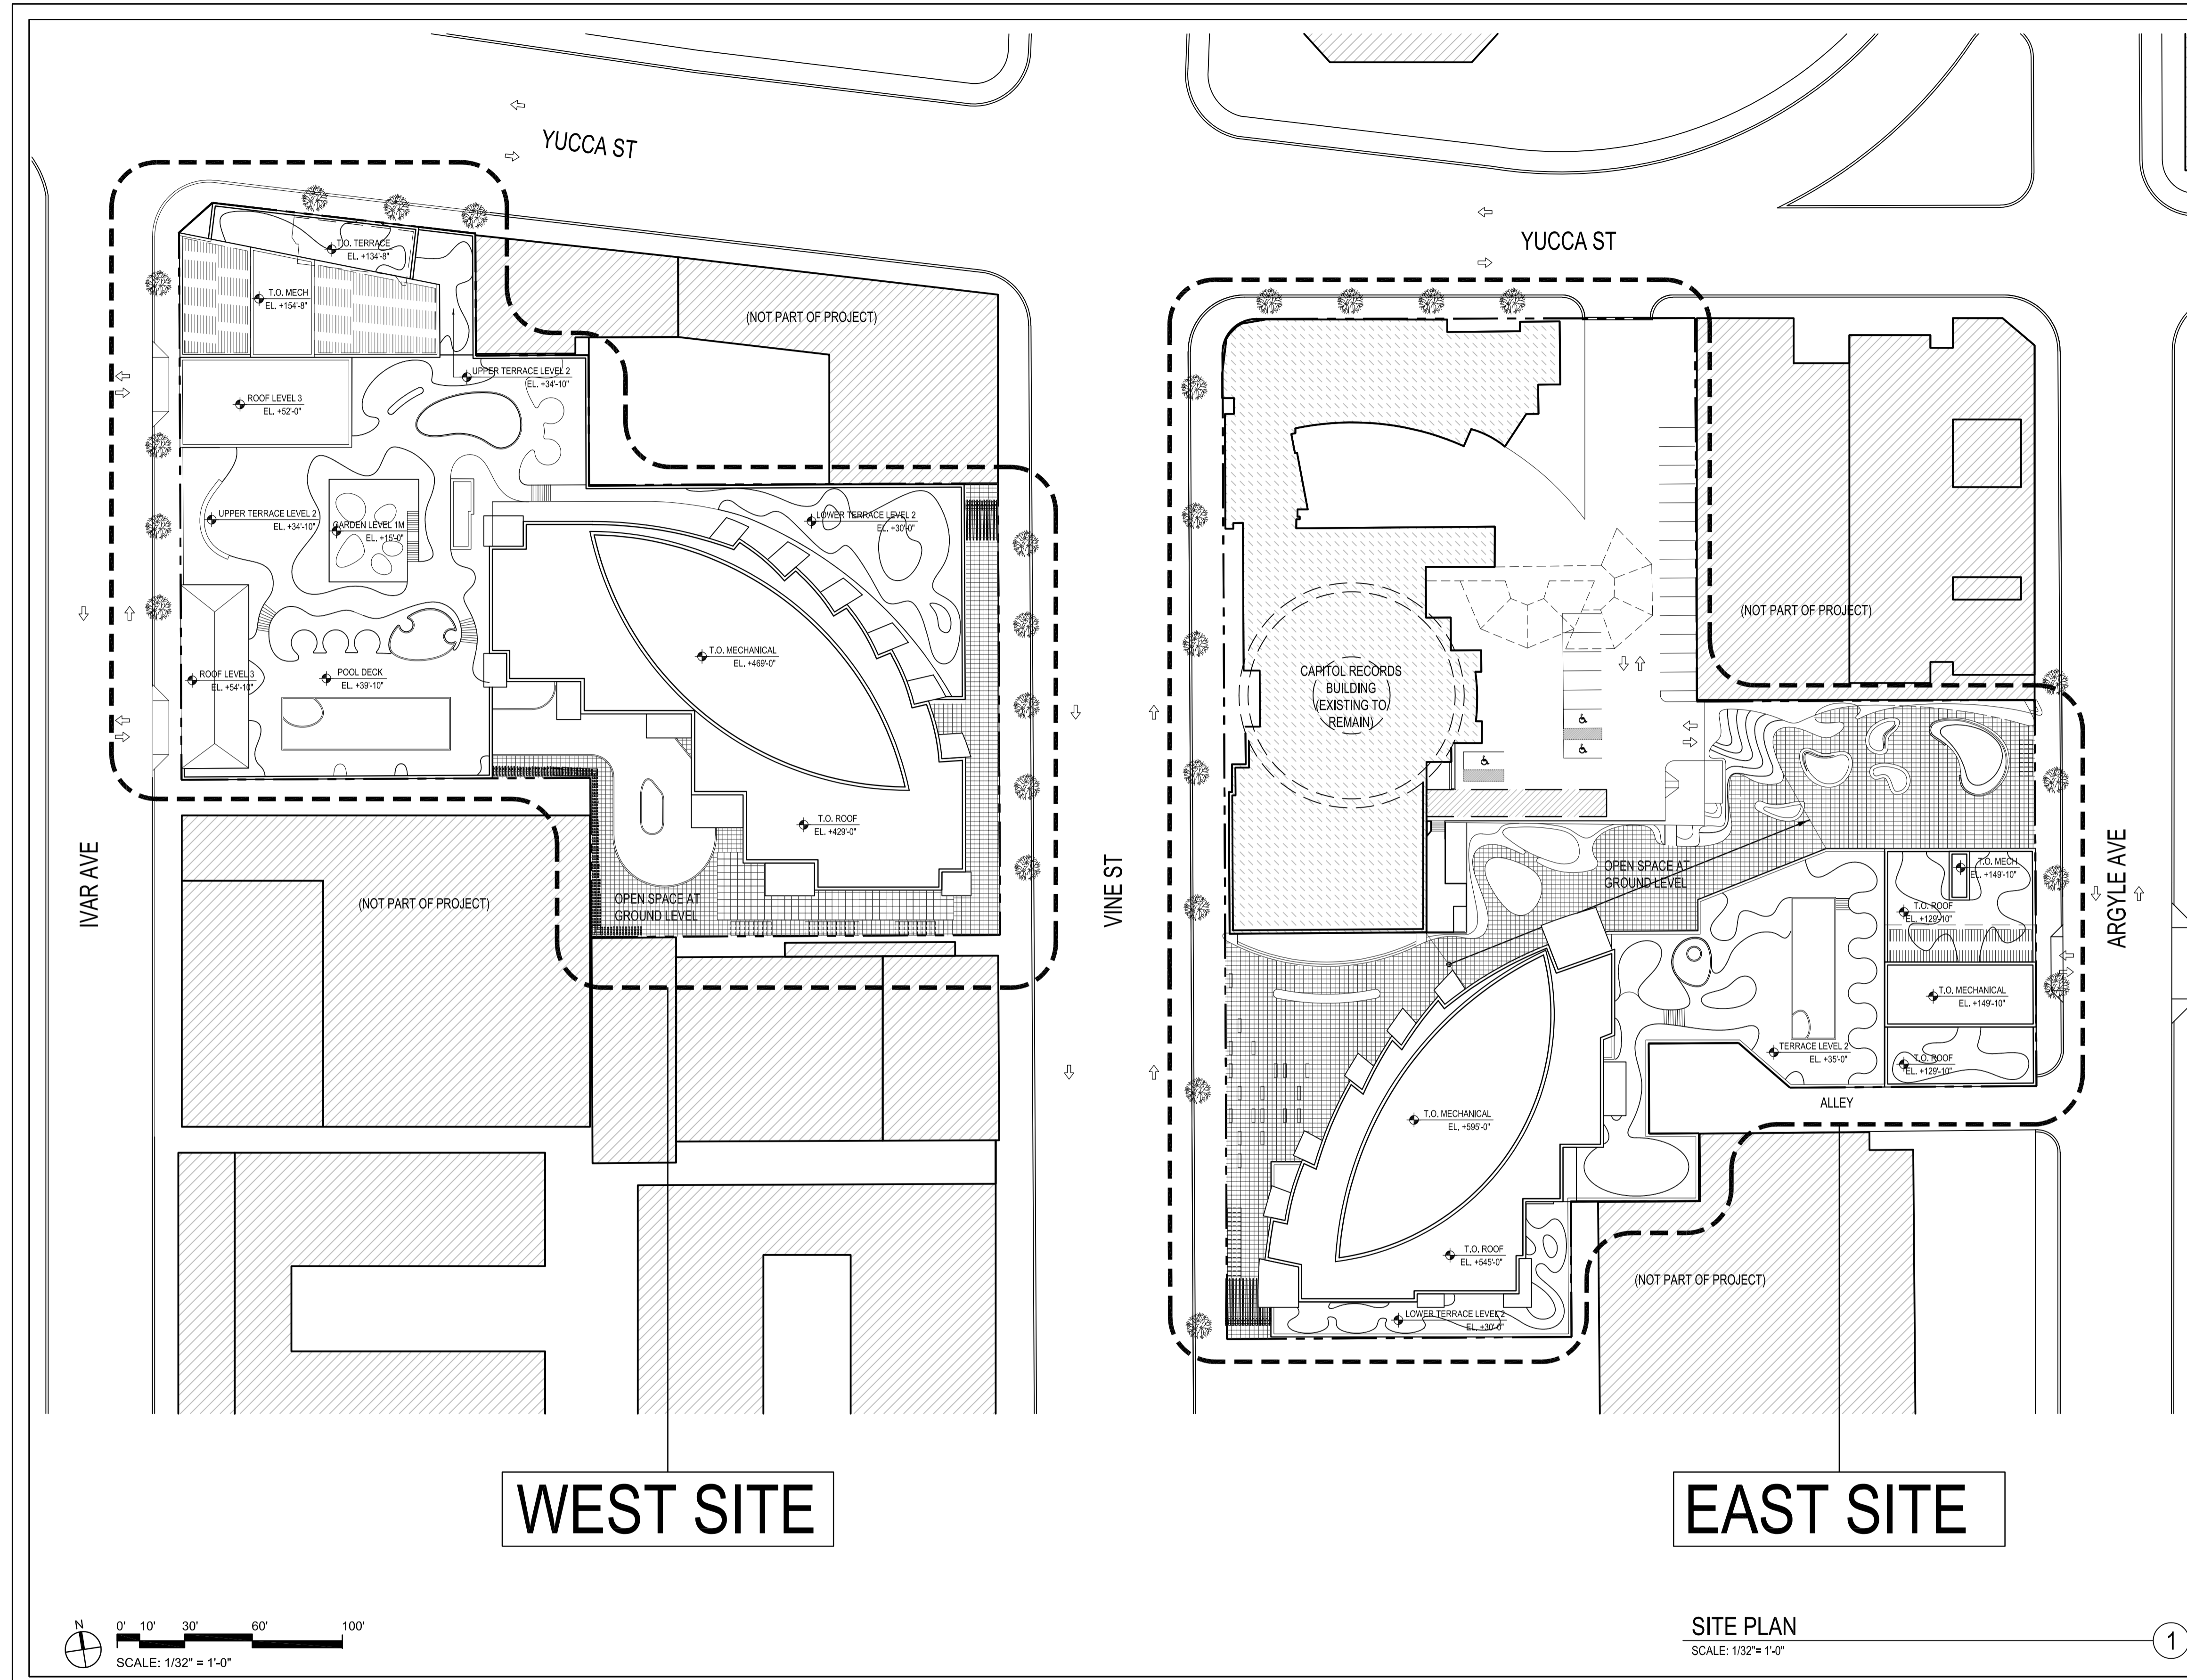 YUCCA ST
YUCCA ST
T.O. TERRACE
EL. +134'-8"
T.O. MECH
EL. +154'-8"
(NOT PART OF PROJECT)
UPPER TERRACE LEVEL 2
EL. +34'-10"
ROOF LEVEL 3
EL. +52'-0"
UPPER TERRACE LEVEL 2
EL. +34'-10"
GARDEN LEVEL 1M
EL. +15'-0"
LOWER TERRACE LEVEL 2
EL. +30'-0"
T.O. MECHANICAL
EL. +469'-0"
ROOF LEVEL 3
EL. +54'-10"
POOL DECK
EL. +39'-10"
T.O. ROOF
EL. +429'-0"
OPEN SPACE AT
GROUND LEVEL
(NOT PART OF PROJECT)
IVAR AVE
VINE ST
(NOT PART OF PROJECT)
CAPITOL RECORDS
BUILDING
(EXISTING TO
REMAIN)
OPEN SPACE AT
GROUND LEVEL
T.O. MECH
EL. +149'-10"
T.O. ROOF
EL. +129'-10"
T.O. MECHANICAL
EL. +149'-10"
TERRACE LEVEL 2
EL. +35'-0"
T.O. ROOF
EL. +129'-10"
ALLEY
ARGYLE AVE
T.O. MECHANICAL
EL. +595'-0"
T.O. ROOF
EL. +545'-0"
(NOT PART OF PROJECT)
LOWER TERRACE LEVEL 2
EL. +30'-0"
WEST SITE
EAST SITE
N
0' 10' 30' 60' 100'
SCALE: 1/32" = 1'-0"
SITE PLAN
SCALE: 1/32"= 1'-0"
1